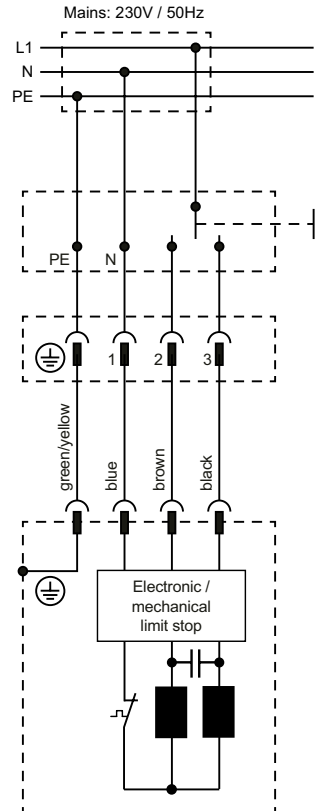 Mains: 230V / 50Hz
L1
N
PE
PE
N
1
2
3
green/yellow
blue
brown
black
Electronic /
mechanical
limit stop